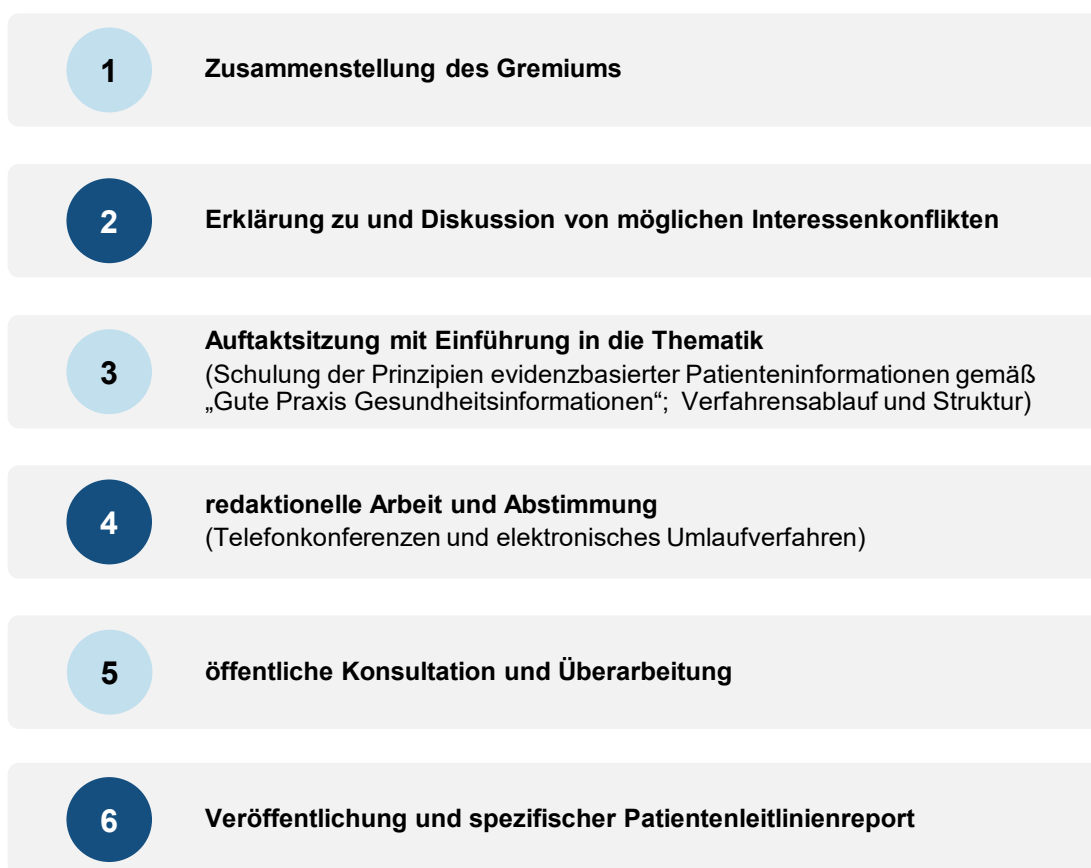 1
Zusammenstellung des Gremiums
2
Erklärung zu und Diskussion von möglichen Interessenkonflikten
3
Auftaktsitzung mit Einführung in die Thematik
(Schulung der Prinzipien evidenzbasierter Patienteninformationen gemäß
„Gute Praxis Gesundheitsinformationen“; Verfahrensablauf und Struktur)
4
redaktionelle Arbeit und Abstimmung
(Telefonkonferenzen und elektronisches Umlaufverfahren)
5
öffentliche Konsultation und Überarbeitung
6
Veröffentlichung und spezifischer Patientenleitlinienreport